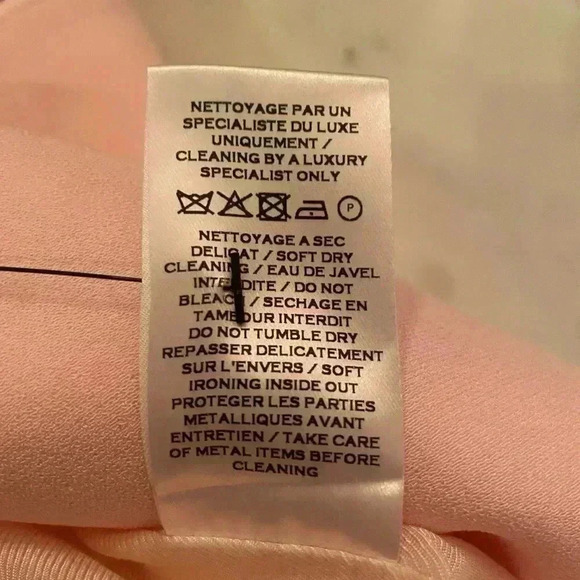 NETTOYAGE PAR UN
SPECIALISTE DU LUXE
UNIQUEMENT /
CLEANING BY A LUXURY
SPECIALIST ONLY
P
NETTOYAGE A SEC
DELICAT / SOFT DRY
CLEANING / EAU DE JAVEL
INTERDITE / DO NOT
BLEACH / SECHAGE EN
TAMBOUR INTERDIT
DO NOT TUMBLE DRY
REPASSER DELICATEMENT
SUR L'ENVERS / SOFT
IRONING INSIDE OUT
PROTEGER LES PARTIES
METALLIQUES AVANT
ENTRETIEN / TAKE CARE
OF METAL ITEMS BEFORE
CLEANING